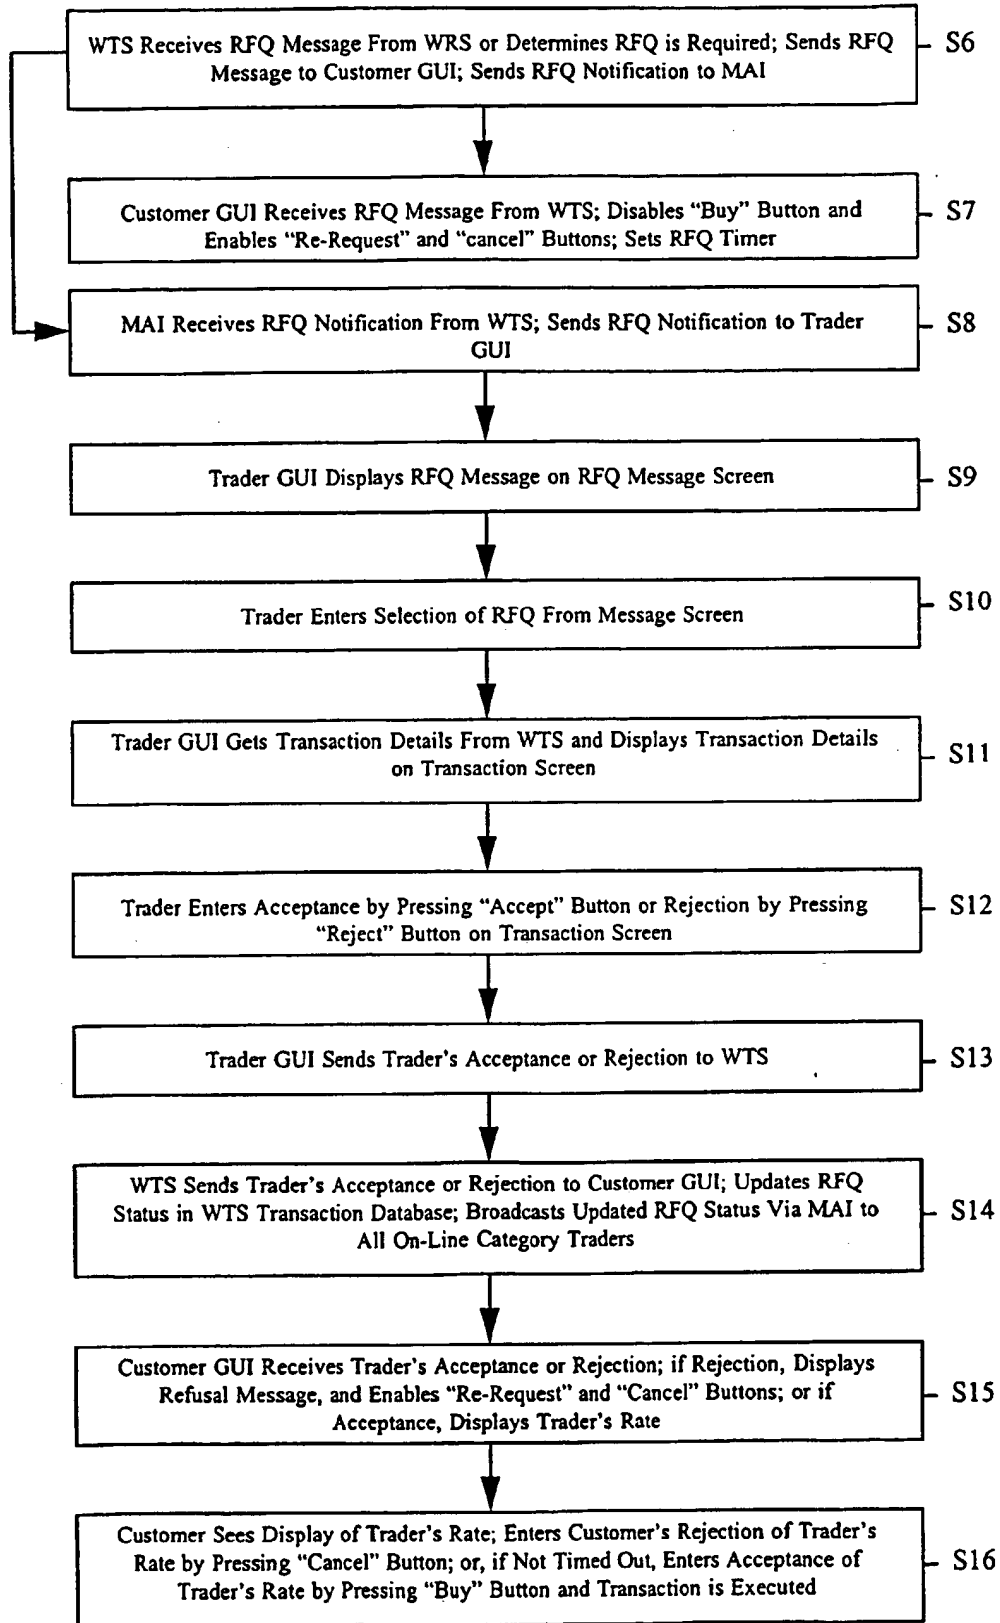 WTS Receives RFQ Message From WRS or Determines RFQ is Required; Sends RFQ
Message to Customer GUI; Sends RFQ Notification to MAI
S6
Customer GUI Receives RFQ Message From WTS; Disables “Buy” Button and
Enables “Re-Request” and “cancel” Buttons; Sets RFQ Timer
S7
MAI Receives RFQ Notification From WTS; Sends RFQ Notification to Trader
GUI
S8
Trader GUI Displays RFQ Message on RFQ Message Screen
S9
Trader Enters Selection of RFQ From Message Screen
S10
Trader GUI Gets Transaction Details From WTS and Displays Transaction Details
on Transaction Screen
S11
Trader Enters Acceptance by Pressing “Accept” Button or Rejection by Pressing
“Reject” Button on Transaction Screen
S12
Trader GUI Sends Trader's Acceptance or Rejection to WTS
S13
WTS Sends Trader's Acceptance or Rejection to Customer GUI; Updates RFQ
Status in WTS Transaction Database; Broadcasts Updated RFQ Status Via MAI to
All On-Line Category Traders
S14
Customer GUI Receives Trader's Acceptance or Rejection; if Rejection, Displays
Refusal Message, and Enables “Re-Request” and “Cancel” Buttons; or if
Acceptance, Displays Trader's Rate
S15
Customer Sees Display of Trader's Rate; Enters Customer's Rejection of Trader's
Rate by Pressing “Cancel” Button; or, if Not Timed Out, Enters Acceptance of
Trader's Rate by Pressing “Buy” Button and Transaction is Executed
S16